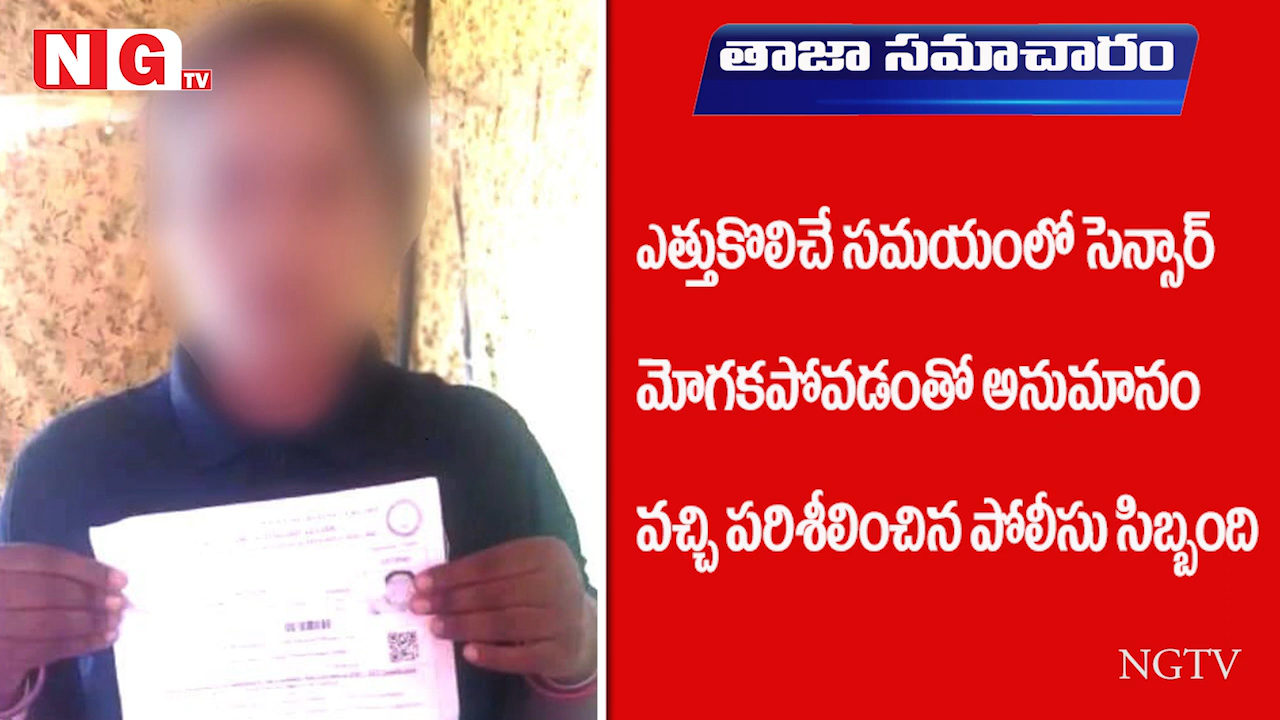 NG TV
తాజా సమాచారం
ఎత్తుకొలిచే సమయంలో సెన్సార్
మోగకపోవడంతో అనుమానం
వచ్చి పరిశీలించిన పోలీసు సిబ్బంది
NGTV